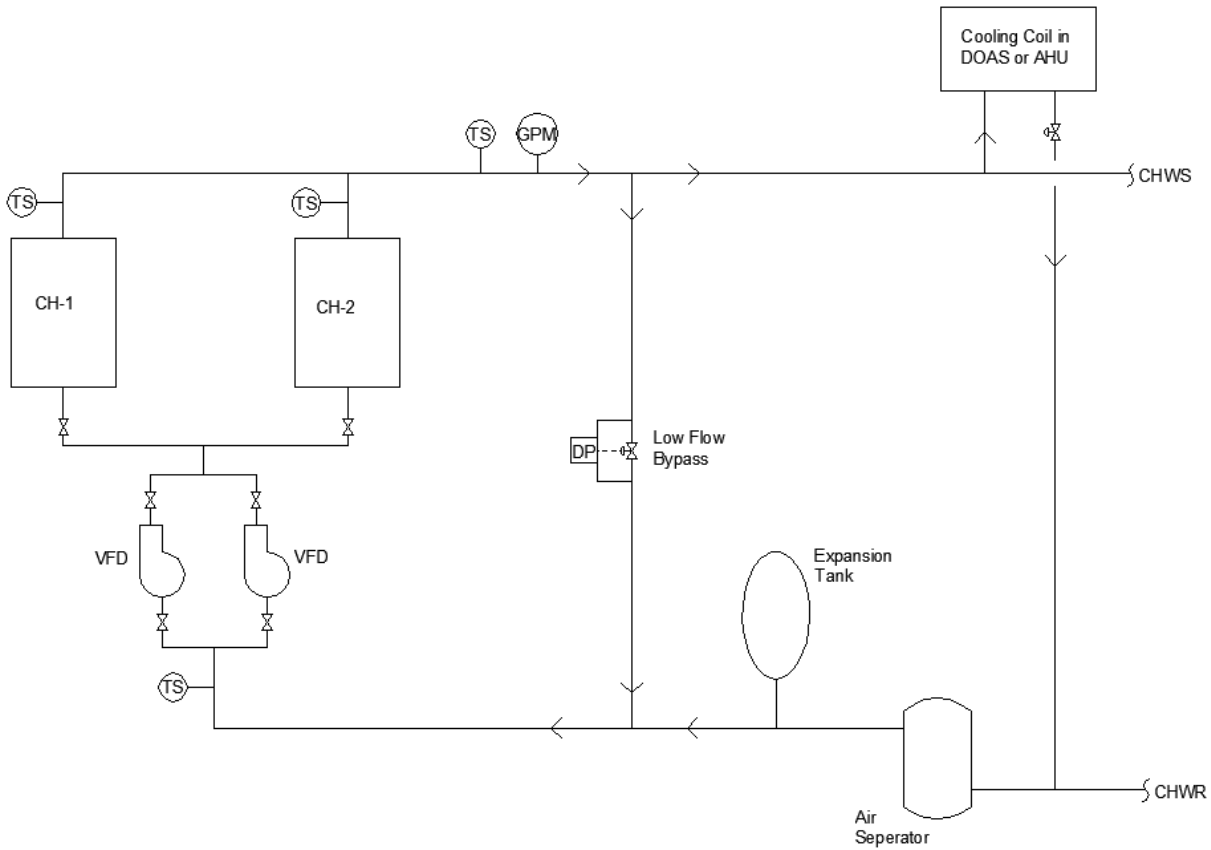 Cooling Coil in
DOAS or AHU
TS
GPM
CHWS
TS
TS
CH-1
CH-2
DP
Low Flow
Bypass
VFD
VFD
Expansion
Tank
TS
CHWR
Air
Seperator